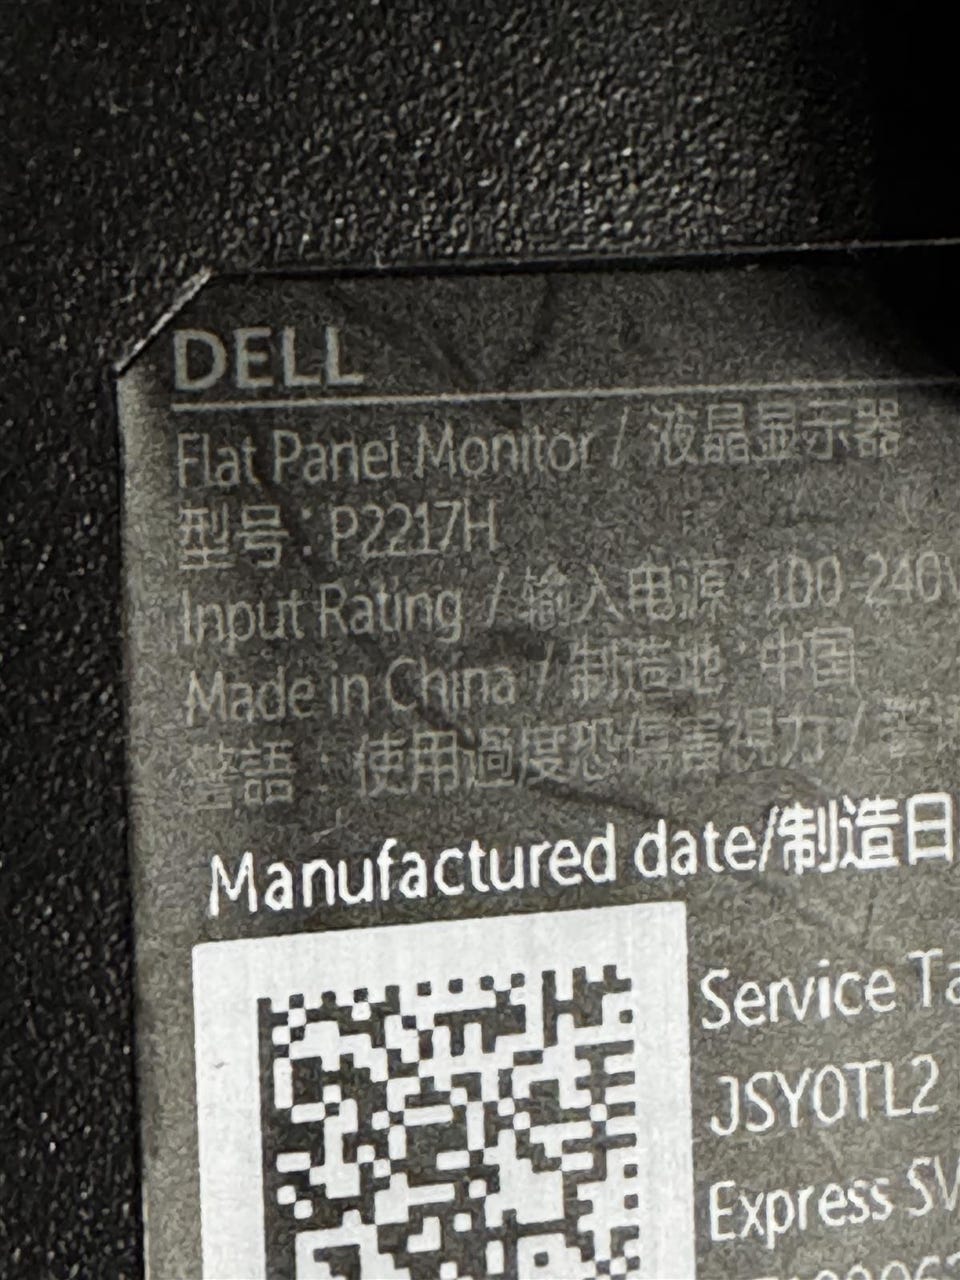 DELL
Flat Panel Monitor / 液晶显示器
型号: P2217H
Input Rating / 输入电源: 100-240V
Made in China / 制造地: 中国
警語: 使用過度恐傷害視力 /
Manufactured date/制造日
Service Ta
JSY0TL2
Express SV